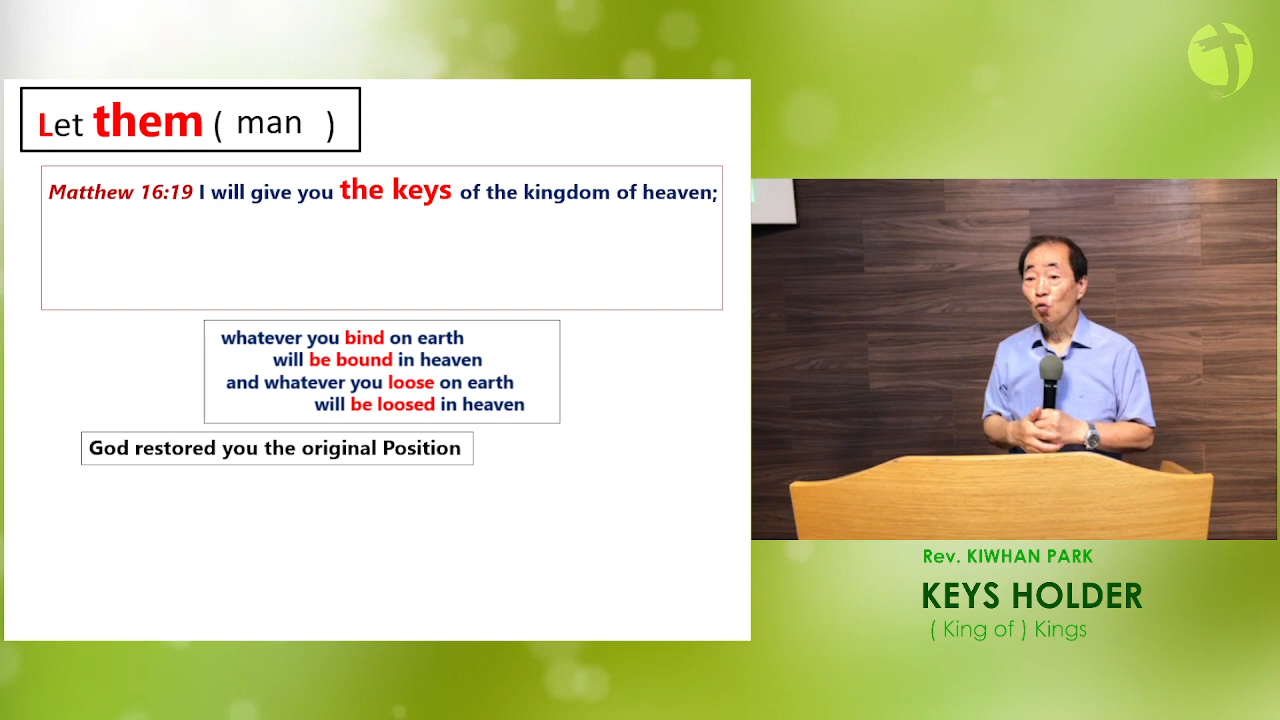 Let them ( man )
Matthew 16:19 I will give you the keys of the kingdom of heaven;
whatever you bind on earth
will be bound in heaven
and whatever you loose on earth
will be loosed in heaven
God restored you the original Position
Rev. KIWHAN PARK
KEYS HOLDER
( King of ) Kings